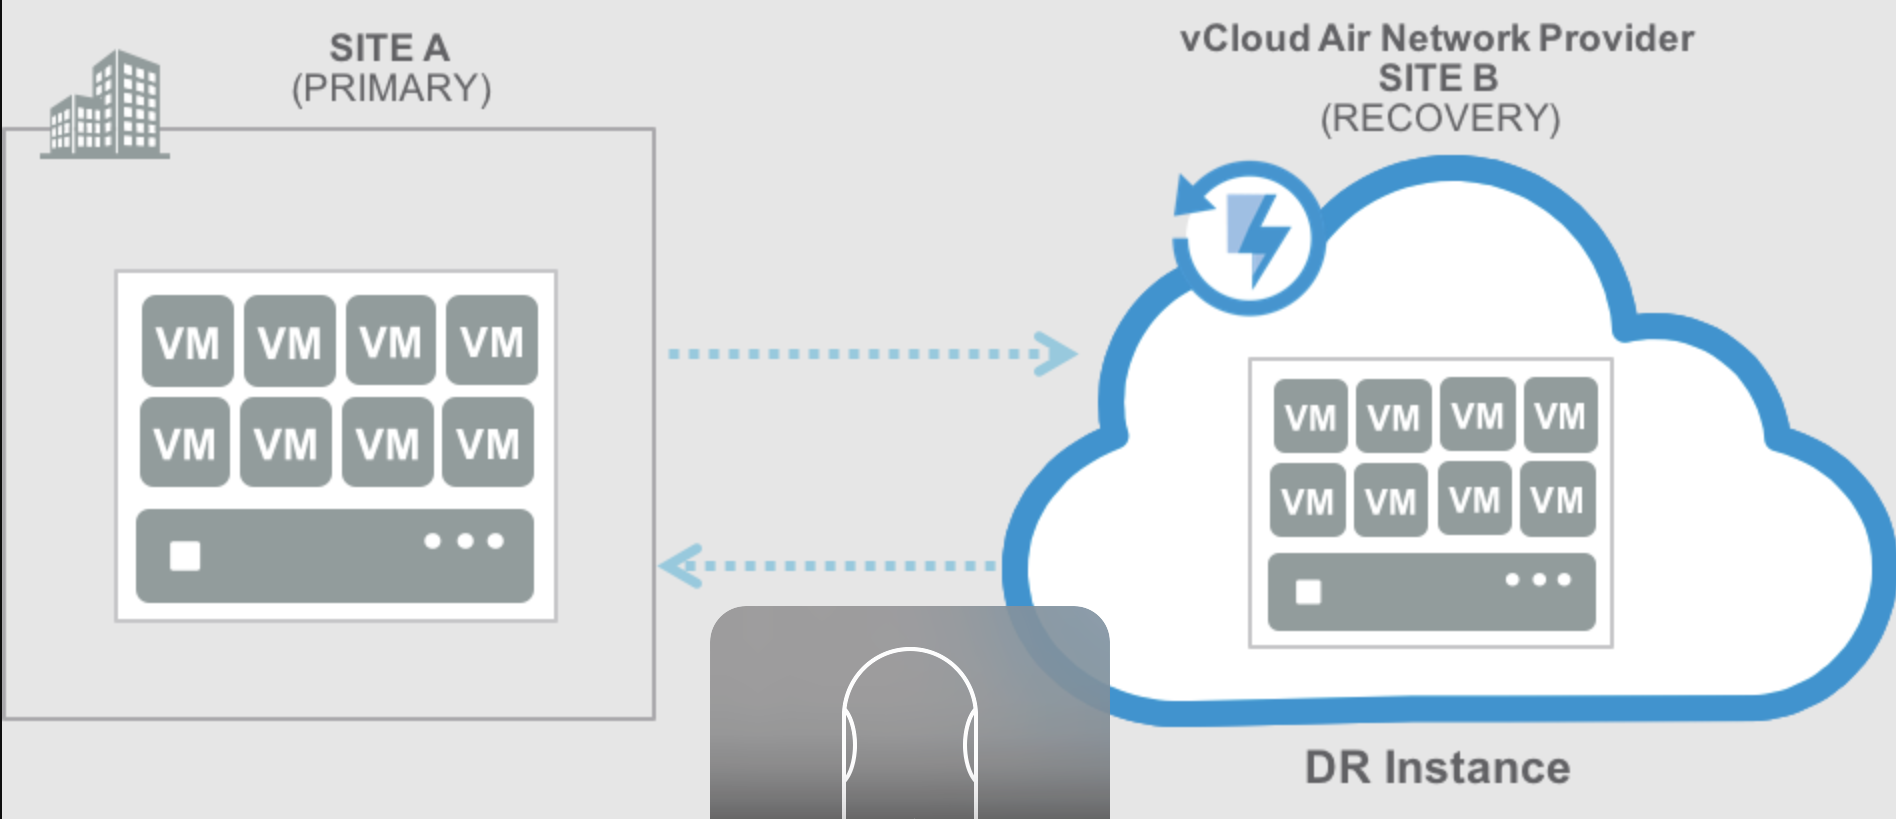 SITE A
(PRIMARY)
vCloud Air Network Provider
SITE B
(RECOVERY)
VM VM VM VM
VM VM VM VM
VM VM VM VM
VM VM VM VM
DR Instance